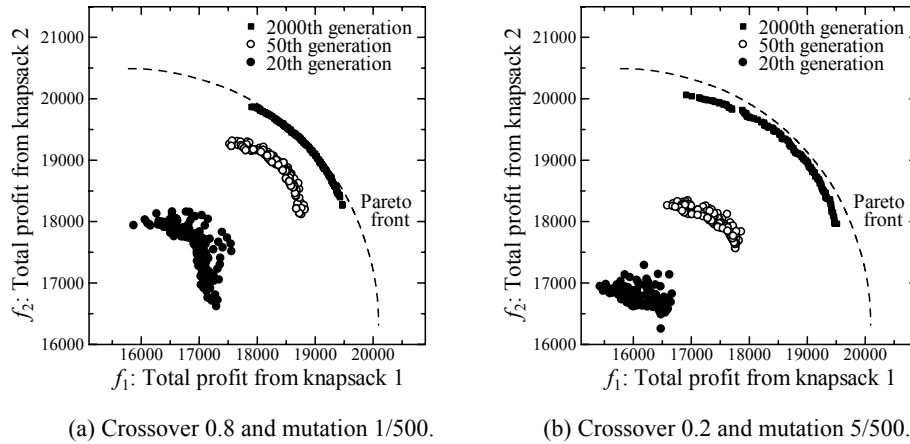 21500
21000
20000
19000
18000
17000
16000
16000 17000 18000 19000 20000
f2: Total profit from knapsack 2
f1: Total profit from knapsack 1
2000th generation
50th generation
20th generation
Pareto
front
(a) Crossover 0.8 and mutation 1/500.
21000
20000
19000
18000
17000
16000
16000 17000 18000 19000 20000
f2: Total profit from knapsack 2
f1: Total profit from knapsack 1
2000th generation
50th generation
20th generation
Pareto
front
(b) Crossover 0.2 and mutation 5/500.